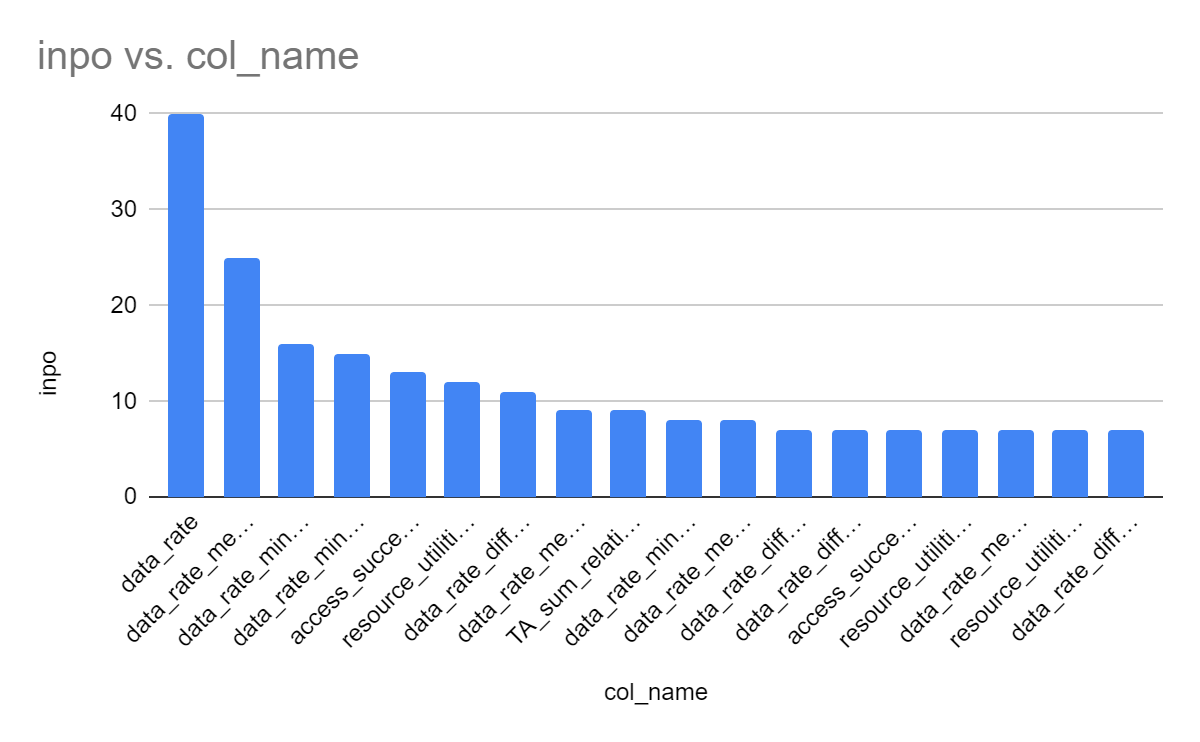 inpo vs. col_name
40
30
20
10
0
inpo
data_rate
data_rate_me…
data_rate_min…
data_rate_min…
access_succe…
resource_utiliti…
data_rate_diff…
data_rate_me…
TA_sum_relati…
data_rate_min…
data_rate_me…
data_rate_diff…
data_rate_diff…
access_succe…
resource_utiliti…
data_rate_me…
resource_utiliti…
data_rate_diff…
col_name